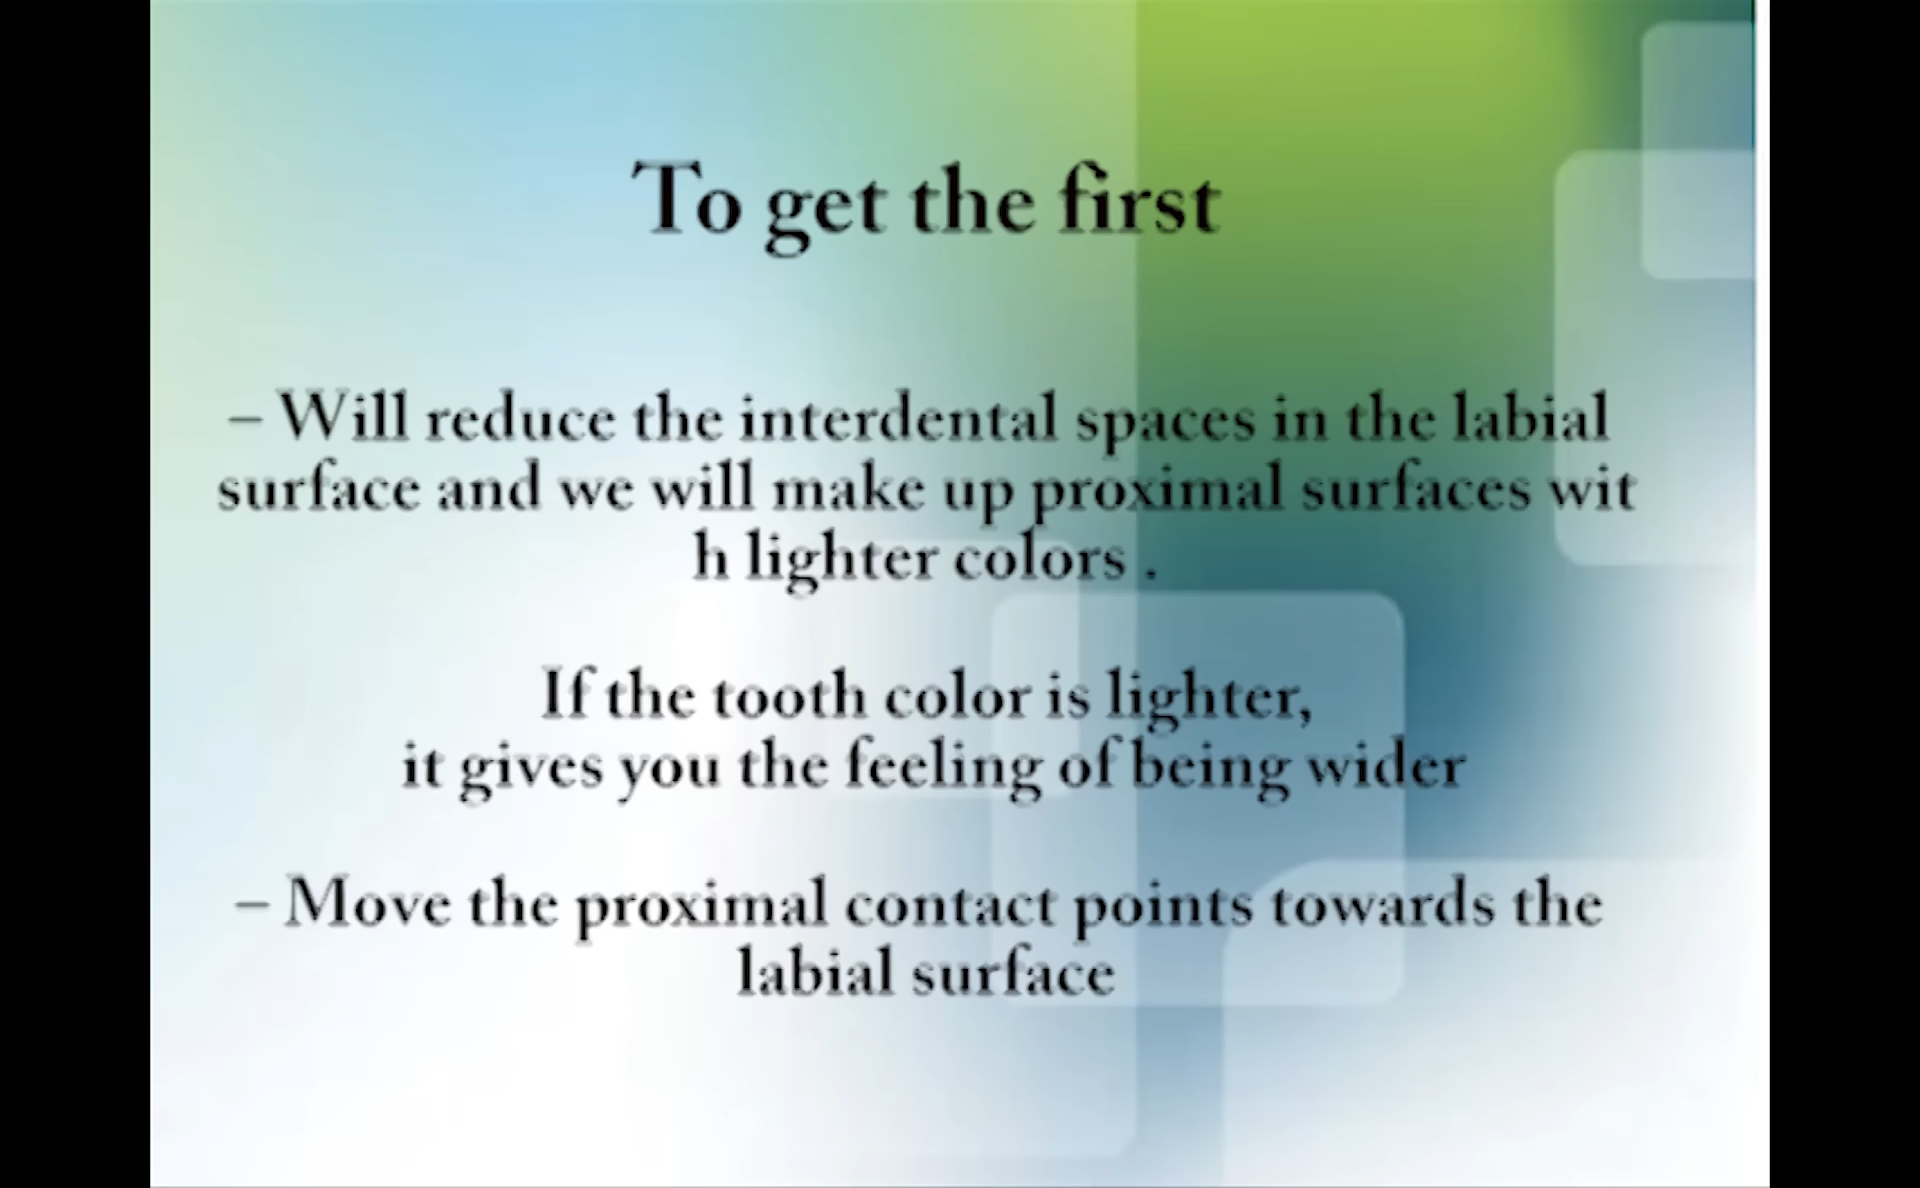 To get the first
– Will reduce the interdental spaces in the labial
surface and we will make up proximal surfaces wit
h lighter colors .
If the tooth color is lighter,
it gives you the feeling of being wider
– Move the proximal contact points towards the
labial surface